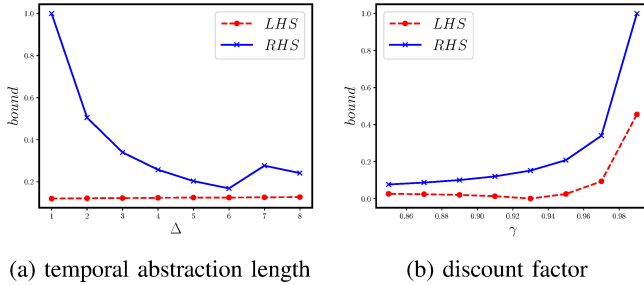 LHS
RHS
1.0
0.8
0.6
0.4
0.2
bound
1 2 3 4 5 6 7 8
Δ
(a) temporal abstraction length
LHS
RHS
1.0
0.8
0.6
0.4
0.2
0.0
bound
0.86 0.88 0.90 0.92 0.94 0.96 0.98
γ
(b) discount factor